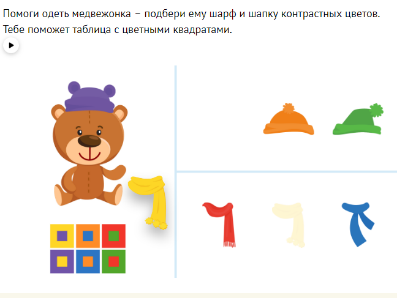 Помоги одеть медвежонка – подбери ему шарф и шапку контрастных цветов.
Тебе поможет таблица с цветными квадратами.